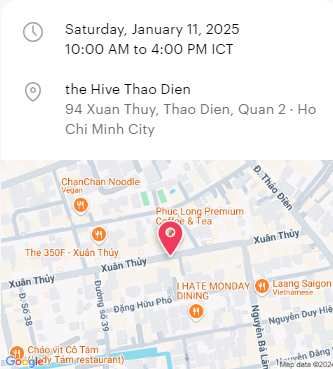 Saturday, January 11, 2025
10:00 AM to 4:00 PM ICT
the Hive Thao Dien
94 Xuan Thuy, Thao Dien, Quan 2 · Ho
Chi Minh City
ChanChan Noodle
Vegan
Đ. Thảo Điền
Phuc Long Premium
Coffee & Tea
Xuân Thủy
The 350F - Xuân Thủy
Xuân Thủy
Xuân Thủy
I HATE MONDAY
DINING
Laang Saigon
Vietnamese
Đ. Số 38
Đường số 39
Đặng Hữu Phổ
Nguyễn Duy Hiệu
Nguyễn Bá Lân
Cháo vịt Cô Tám
(Lady Tám restaurant)
Google
Map data ©2024